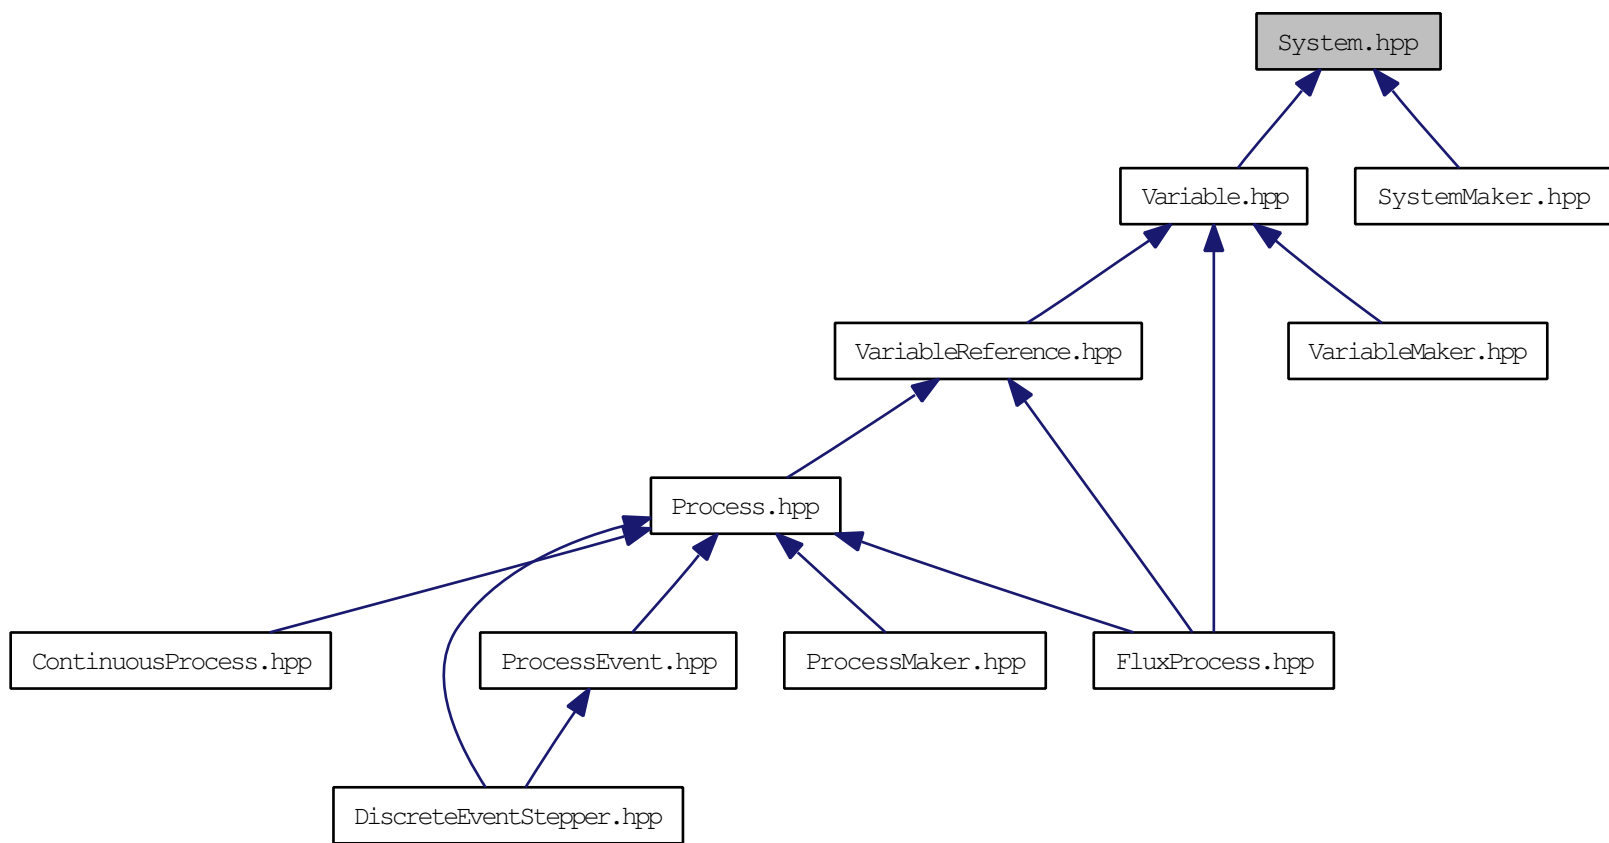 System.hpp
Variable.hpp
SystemMaker.hpp
VariableReference.hpp
VariableMaker.hpp
Process.hpp
ContinuousProcess.hpp
ProcessEvent.hpp
ProcessMaker.hpp
FluxProcess.hpp
DiscreteEventStepper.hpp